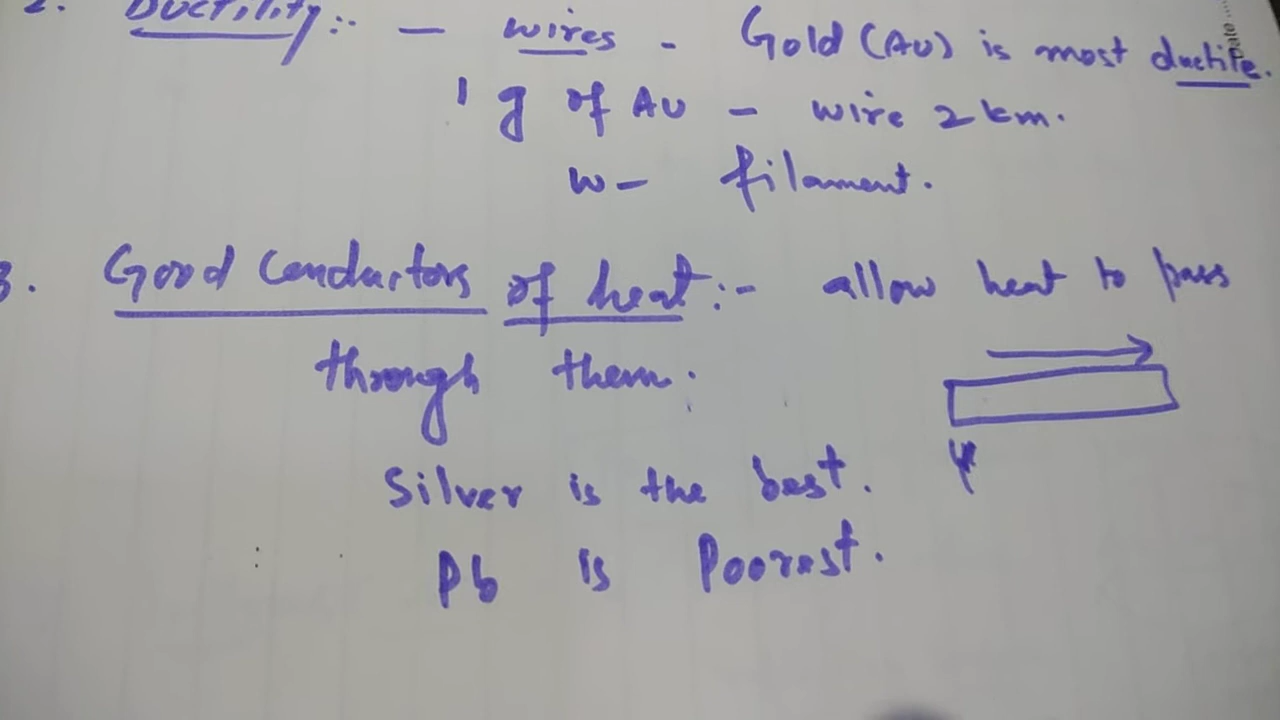 2. Ductility :- — wires - Gold (Au) is most ductile.
1 g of Au - wire 2 km.
W - filament.
3. Good Conductors of heat :- allow heat to pass
through them.
Silver is the best.
Pb is Poorest.